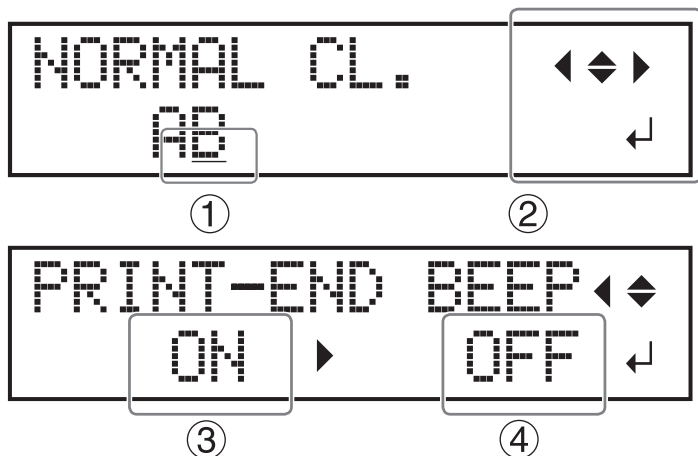 NORMAL CL.
AB
① ②
PRINT-END BEEP
ON OFF
③ ④